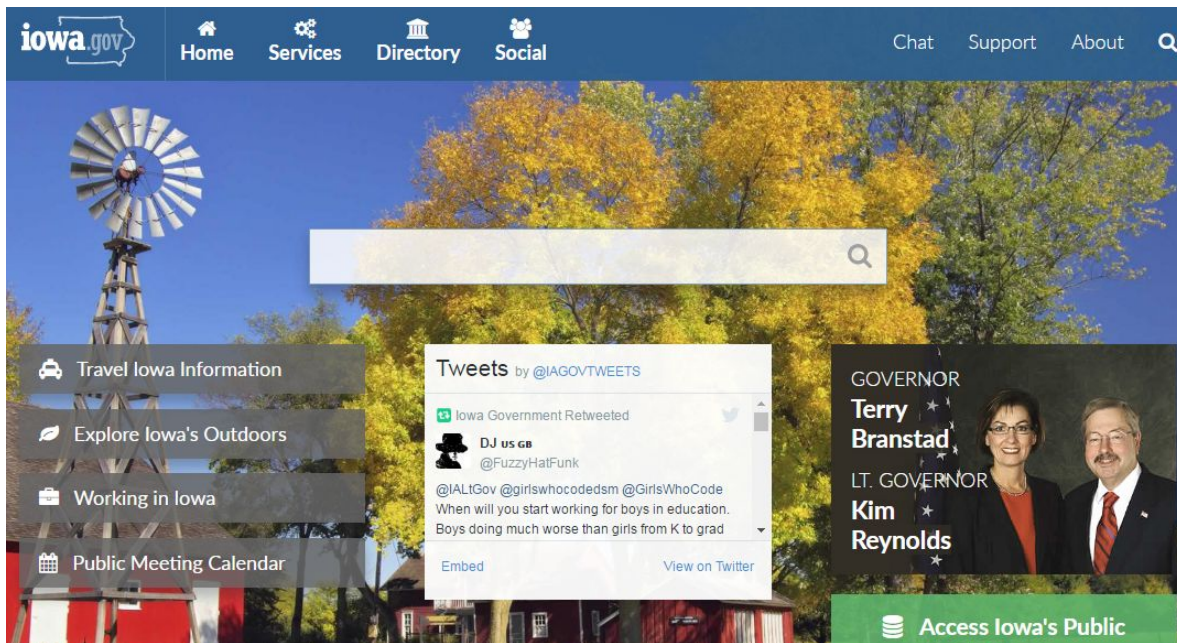 iowa.gov
Home
Services
Directory
Social
Chat
Support
About
Travel Iowa Information
Explore Iowa's Outdoors
Working in Iowa
Public Meeting Calendar
Tweets by @IAGOVTWEETS
Iowa Government Retweeted
DJ US GB
@FuzzyHatFunk
@IALtGov @girlswhocodedsm @GirlsWhoCode
When will you start working for boys in education.
Boys doing much worse than girls from K to grad
Embed
View on Twitter
GOVERNOR
Terry
Branstad
LT. GOVERNOR
Kim
Reynolds
Access Iowa's Public